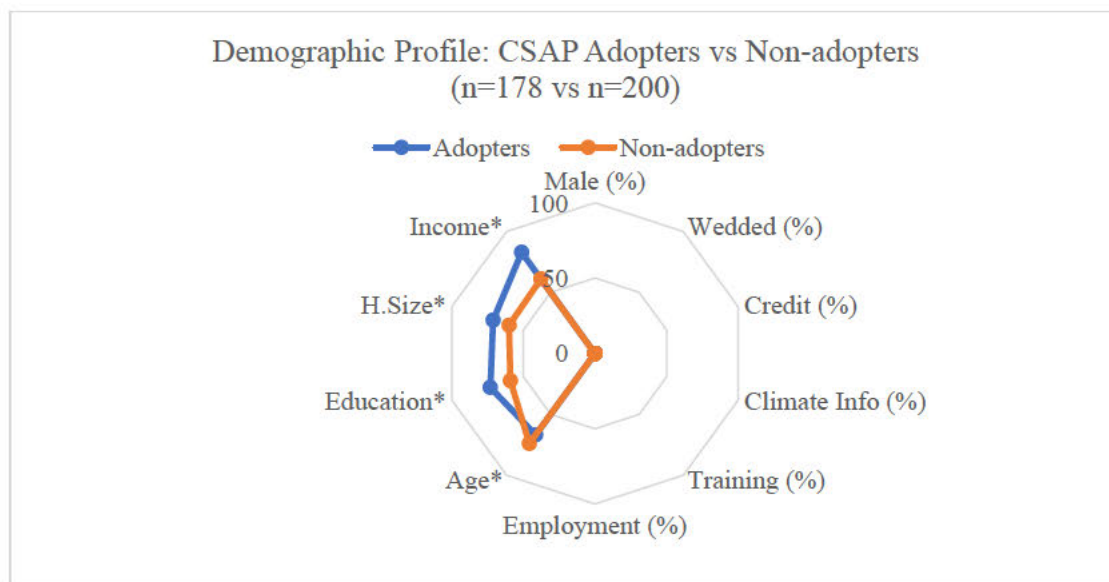 Demographic Profile: CSAP Adopters vs Non-adopters
(n=178 vs n=200)
Adopters Non-adopters
Male (%)
100
Income* Wedded (%)
50
H.Size* Credit (%)
0
Education* Climate Info (%)
Age* Training (%)
Employment (%)